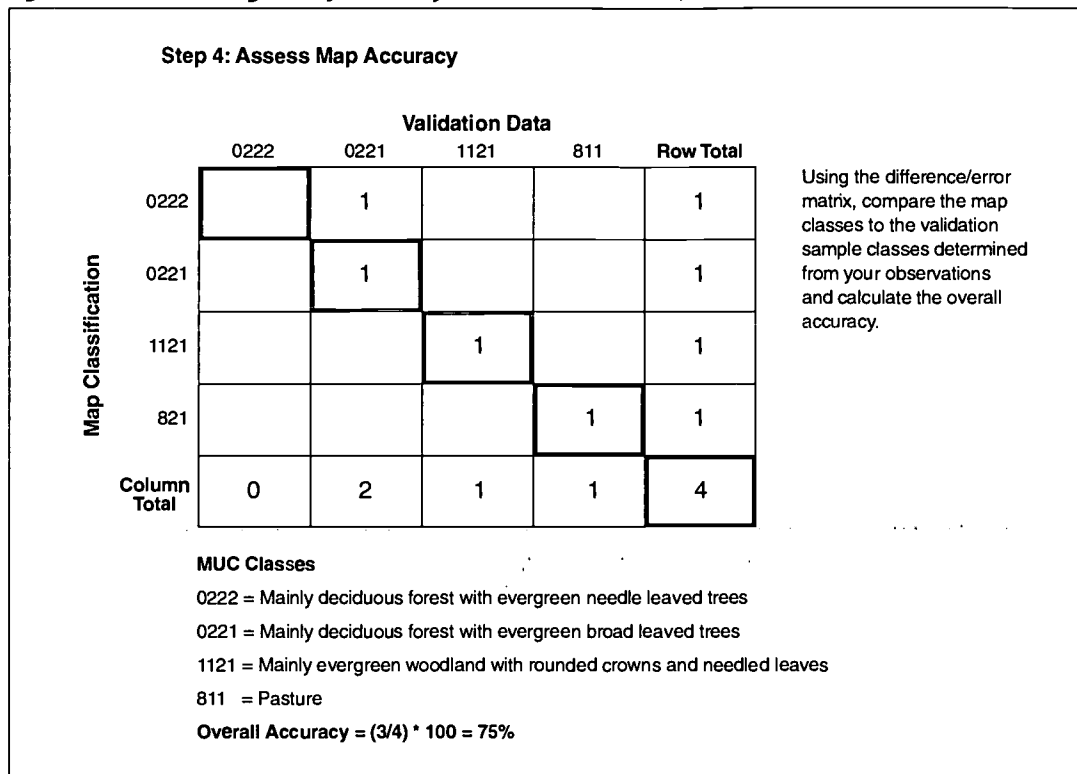 Step 4: Assess Map Accuracy
Validation Data
0222 0221 1121 811 Row Total
Map Classification
0222 1 1
0221 1 1
1121 1 1
821 1 1
Column Total 0 2 1 1 4
Using the difference/error
matrix, compare the map
classes to the validation
sample classes determined
from your observations
and calculate the overall
accuracy.
MUC Classes
0222 = Mainly deciduous forest with evergreen needle leaved trees
0221 = Mainly deciduous forest with evergreen broad leaved trees
1121 = Mainly evergreen woodland with rounded crowns and needled leaves
811 = Pasture
Overall Accuracy = (3/4) * 100 = 75%